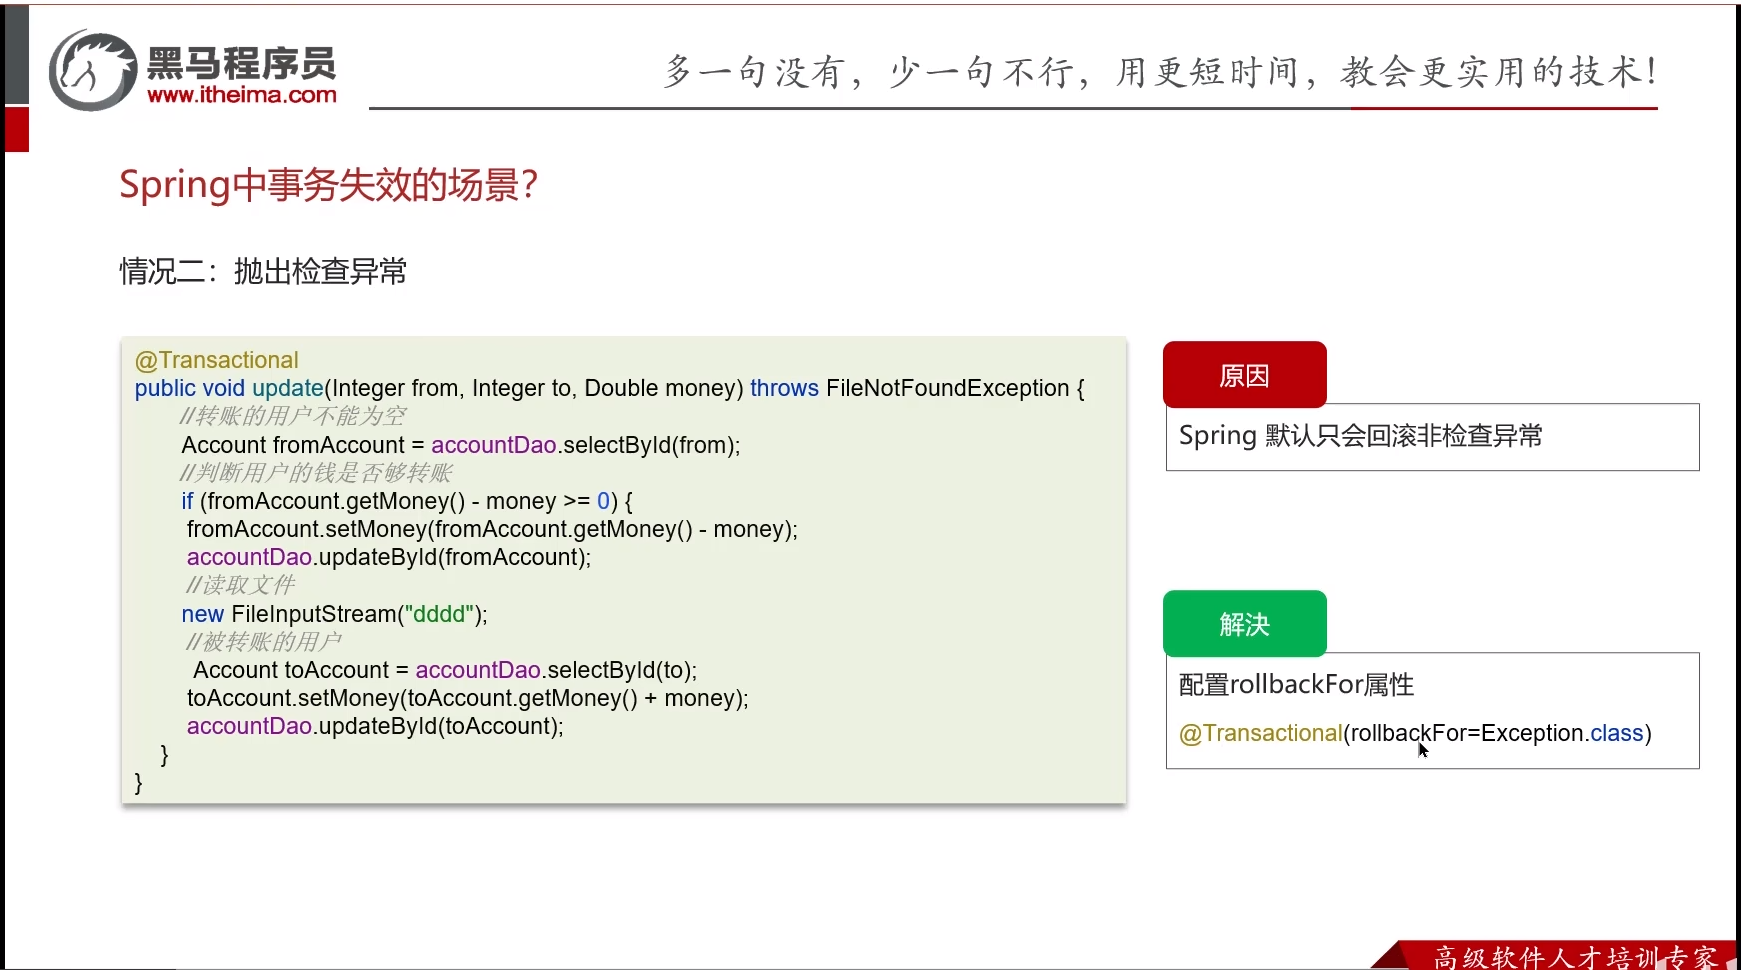 黑马程序员
www.itheima.com
多一句没有，少一句不行，用更短时间，教会更实用的技术！
Spring中事务失效的场景？
情况二：抛出检查异常
@Transactional
public void update(Integer from, Integer to, Double money) throws FileNotFoundException {
//转账的用户不能为空
Account fromAccount = accountDao.selectById(from);
//判断用户的钱是否够转账
if (fromAccount.getMoney() - money >= 0) {
fromAccount.setMoney(fromAccount.getMoney() - money);
accountDao.updateById(fromAccount);
//读取文件
new FileInputStream("dddd");
//被转账的用户
Account toAccount = accountDao.selectById(to);
toAccount.setMoney(toAccount.getMoney() + money);
accountDao.updateById(toAccount);
}
}
原因
Spring 默认只会回滚非检查异常
解决
配置rollbackFor属性
@Transactional(rollbackFor=Exception.class)
高级软件人才培训专家